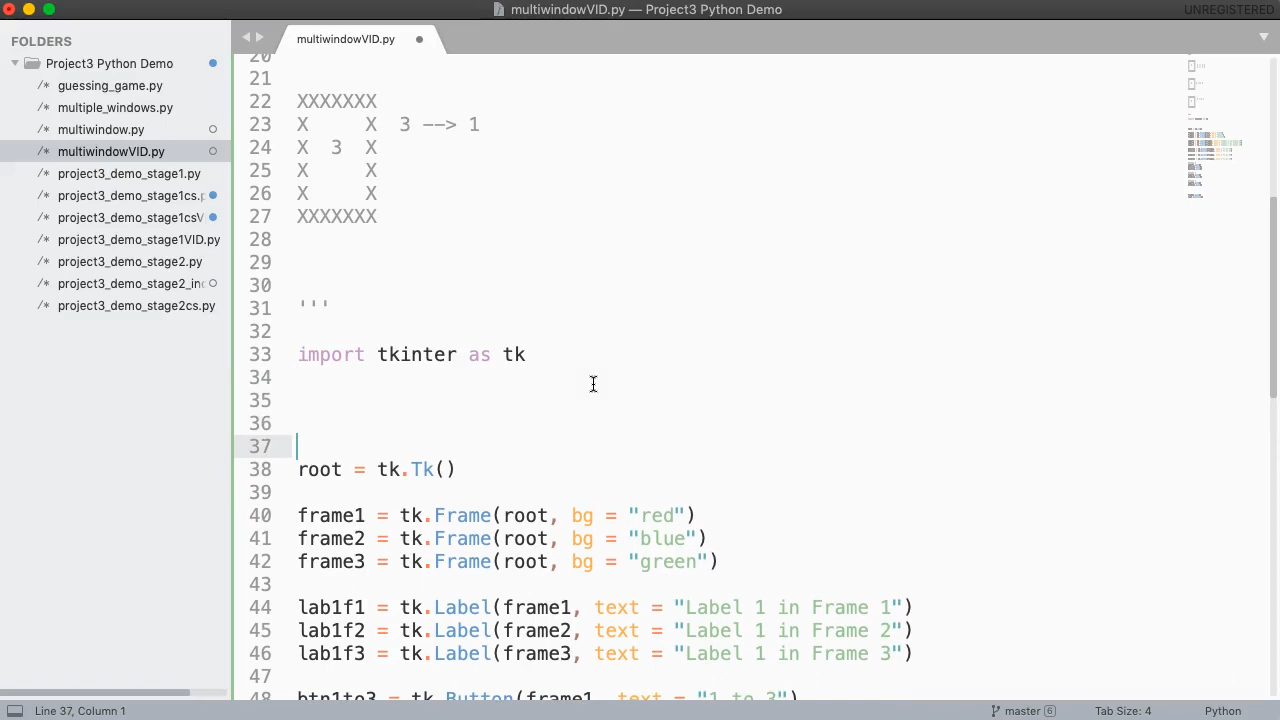 multiwindowVID.py — Project3 Python Demo
UNREGISTERED
FOLDERS
Project3 Python Demo
guessing_game.py
multiple_windows.py
multiwindow.py
multiwindowVID.py
project3_demo_stage1.py
project3_demo_stage1cs.p
project3_demo_stage1csV
project3_demo_stage1VID.py
project3_demo_stage2.py
project3_demo_stage2_in
project3_demo_stage2cs.py
multiwindowVID.py
20
21
22 XXXXXXX
23 X     X  3 --> 1
24 X  3  X
25 X     X
26 X     X
27 XXXXXXX
28
29
30
31 '''
32
33 import tkinter as tk
34
35
36
37
38 root = tk.Tk()
39
40 frame1 = tk.Frame(root, bg = "red")
41 frame2 = tk.Frame(root, bg = "blue")
42 frame3 = tk.Frame(root, bg = "green")
43
44 lab1f1 = tk.Label(frame1, text = "Label 1 in Frame 1")
45 lab1f2 = tk.Label(frame2, text = "Label 1 in Frame 2")
46 lab1f3 = tk.Label(frame3, text = "Label 1 in Frame 3")
47
48 btn1to3 = tk.Button(frame1, text = "1 to 3")
Line 37, Column 1
master 6
Tab Size: 4
Python